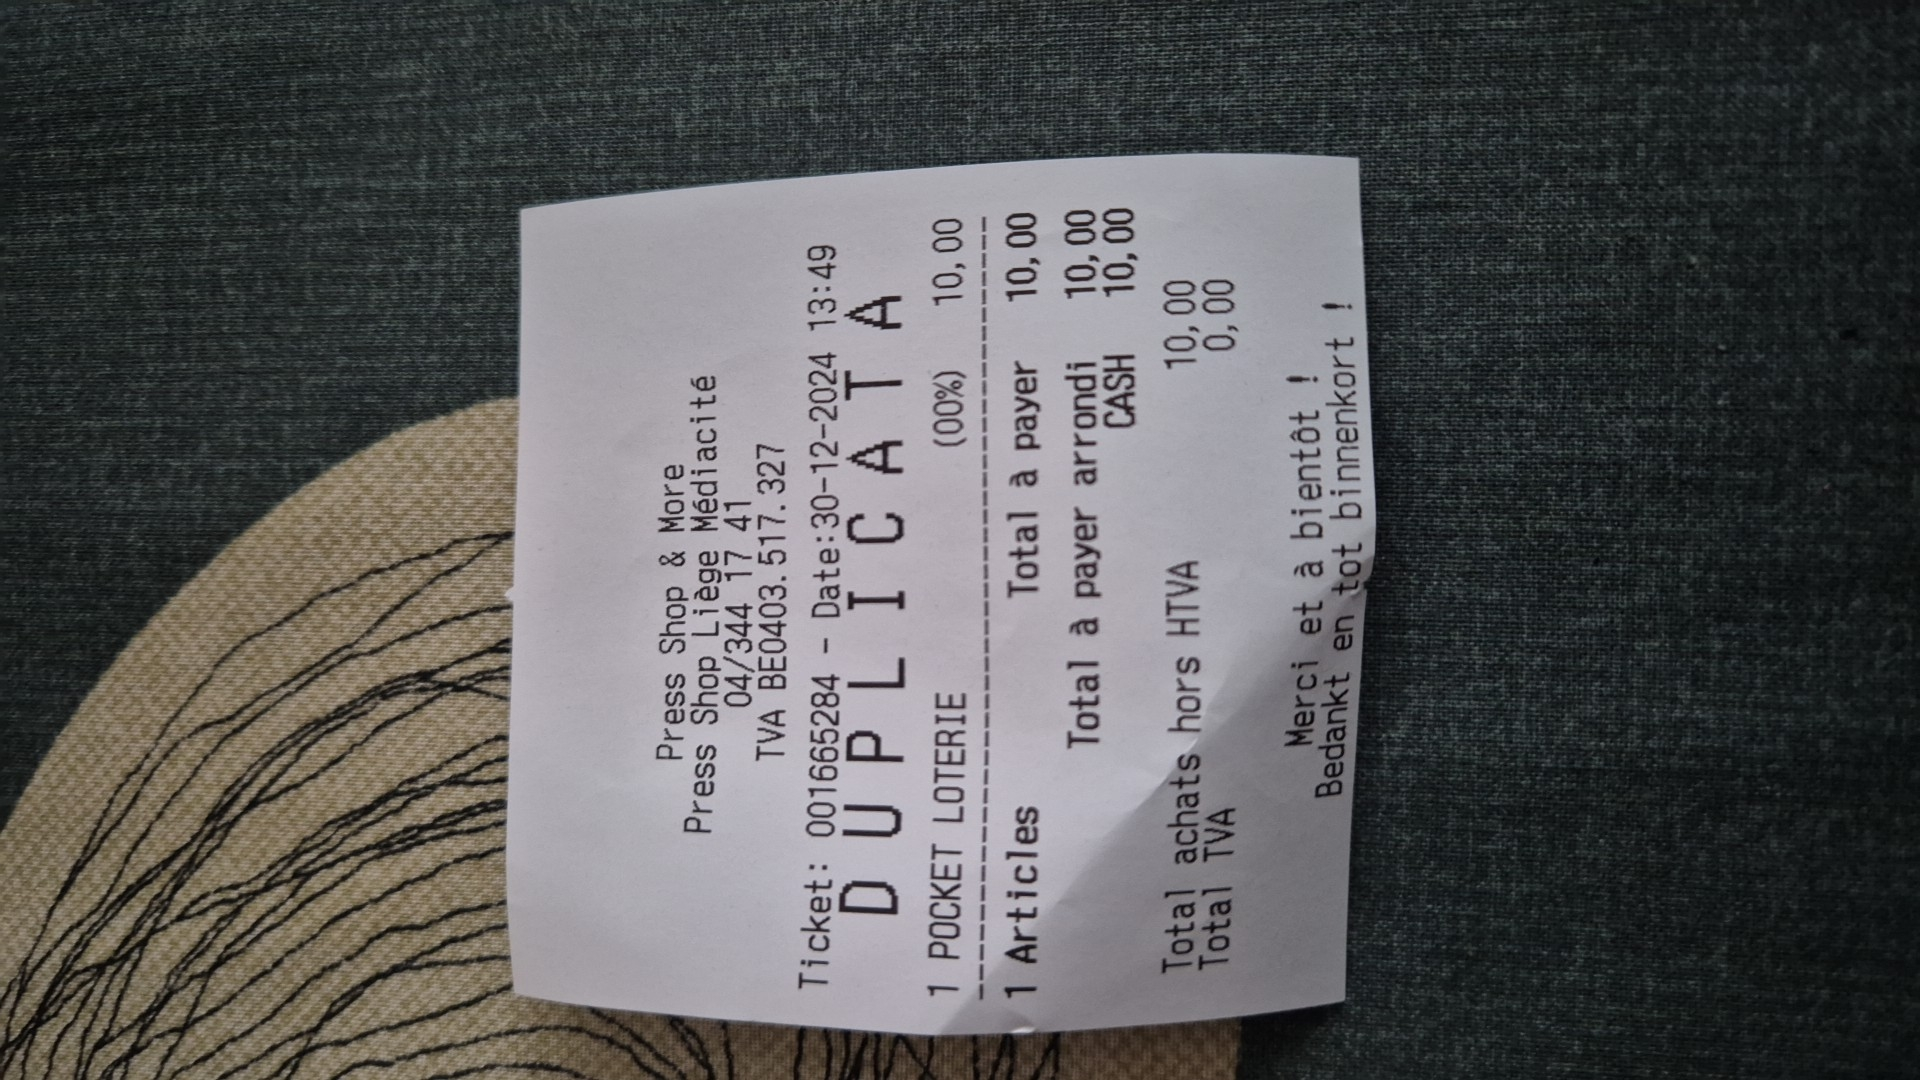 Press Shop & More
Press Shop Liège Médiacité
04/344 17 41
TVA BE0403.517.327
Ticket: 001665284 - Date:30-12-2024 13:49
D U P L I C A T A
1 POCKET LOTERIE (00%) 10,00
------------------------------------------
1 Articles Total à payer 10,00
Total à payer arrondi 10,00
CASH 10,00
Total achats hors HTVA 10,00
Total TVA 0,00
Merci et à bientôt !
Bedankt en tot binnenkort !